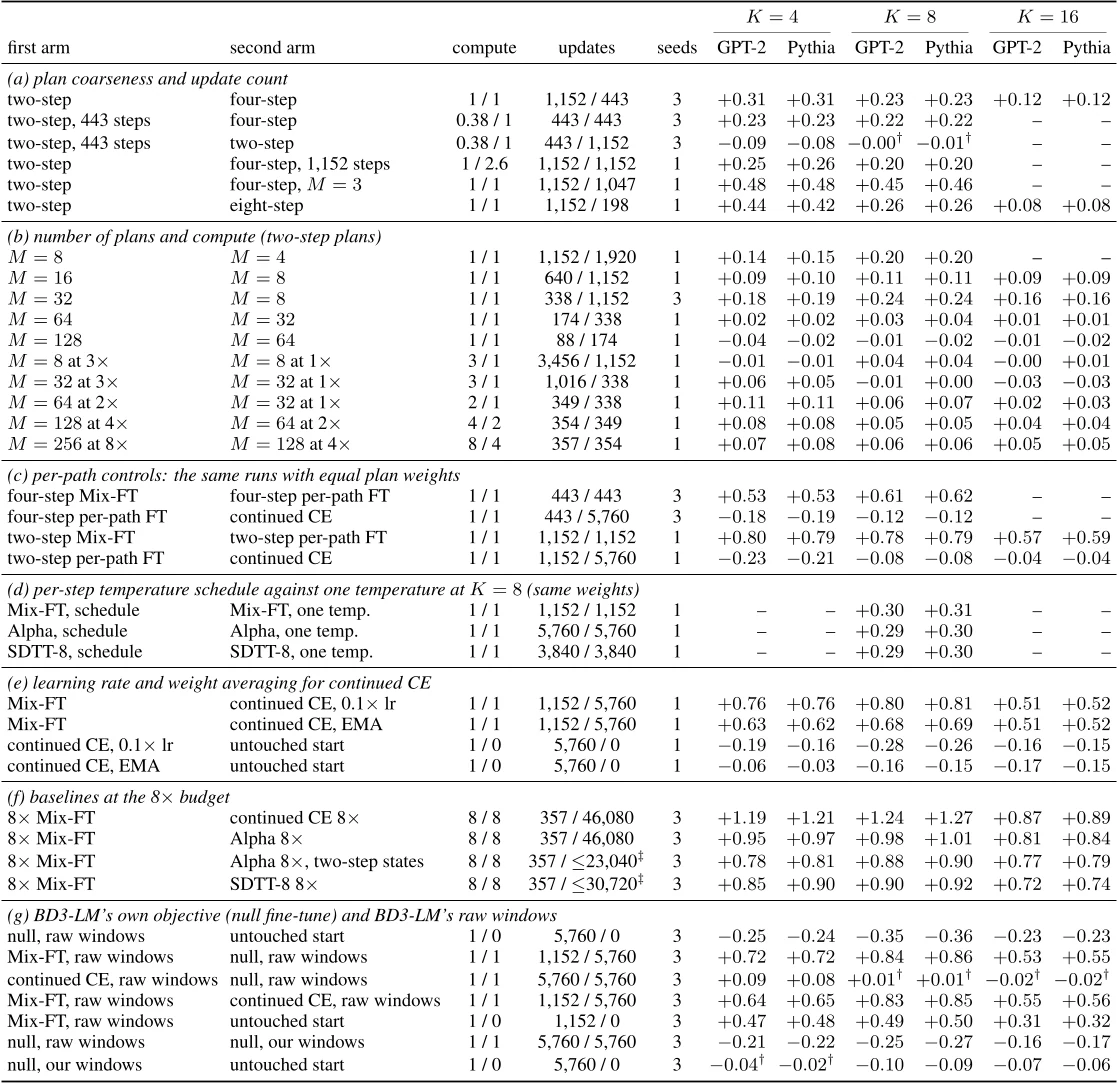 K = 4 K = 8 K = 16
first arm second arm compute updates seeds GPT-2 Pythia GPT-2 Pythia GPT-2 Pythia
(a) plan coarseness and update count
two-step four-step 1 / 1 1,152 / 443 3 +0.31 +0.31 +0.23 +0.23 +0.12 +0.12
two-step, 443 steps four-step 0.38 / 1 443 / 443 3 +0.23 +0.23 +0.22 +0.22 – –
two-step, 443 steps two-step 0.38 / 1 443 / 1,152 3 −0.09 −0.08 −0.00† −0.01† – –
two-step four-step, 1,152 steps 1 / 2.6 1,152 / 1,152 1 +0.25 +0.26 +0.20 +0.20 – –
two-step four-step, M = 3 1 / 1 1,152 / 1,047 1 +0.48 +0.48 +0.45 +0.46 – –
two-step eight-step 1 / 1 1,152 / 198 1 +0.44 +0.42 +0.26 +0.26 +0.08 +0.08
(b) number of plans and compute (two-step plans)
M = 8 M = 4 1 / 1 1,152 / 1,920 1 +0.14 +0.15 +0.20 +0.20 – –
M = 16 M = 8 1 / 1 640 / 1,152 1 +0.09 +0.10 +0.11 +0.11 +0.09 +0.09
M = 32 M = 8 1 / 1 338 / 1,152 3 +0.18 +0.19 +0.24 +0.24 +0.16 +0.16
M = 64 M = 32 1 / 1 174 / 338 1 +0.02 +0.02 +0.03 +0.04 +0.01 +0.01
M = 128 M = 64 1 / 1 88 / 174 1 −0.04 −0.02 −0.01 −0.02 −0.01 −0.02
M = 8 at 3× M = 8 at 1× 3 / 1 3,456 / 1,152 1 −0.01 −0.01 +0.04 +0.04 −0.00 +0.01
M = 32 at 3× M = 32 at 1× 3 / 1 1,016 / 338 1 +0.06 +0.05 −0.01 +0.00 −0.03 −0.03
M = 64 at 2× M = 32 at 1× 2 / 1 349 / 338 1 +0.11 +0.11 +0.06 +0.07 +0.02 +0.03
M = 128 at 4× M = 64 at 2× 4 / 2 354 / 349 1 +0.08 +0.08 +0.05 +0.05 +0.04 +0.04
M = 256 at 8× M = 128 at 4× 8 / 4 357 / 354 1 +0.07 +0.08 +0.06 +0.06 +0.05 +0.05
(c) per-path controls: the same runs with equal plan weights
four-step Mix-FT four-step per-path FT 1 / 1 443 / 443 3 +0.53 +0.53 +0.61 +0.62 – –
four-step per-path FT continued CE 1 / 1 443 / 5,760 3 −0.18 −0.19 −0.12 −0.12 – –
two-step Mix-FT two-step per-path FT 1 / 1 1,152 / 1,152 1 +0.80 +0.79 +0.78 +0.79 +0.57 +0.59
two-step per-path FT continued CE 1 / 1 1,152 / 5,760 1 −0.23 −0.21 −0.08 −0.08 −0.04 −0.04
(d) per-step temperature schedule against one temperature at K = 8 (same weights)
Mix-FT, schedule Mix-FT, one temp. 1 / 1 1,152 / 1,152 1 – – +0.30 +0.31 – –
Alpha, schedule Alpha, one temp. 1 / 1 5,760 / 5,760 1 – – +0.29 +0.30 – –
SDTT-8, schedule SDTT-8, one temp. 1 / 1 3,840 / 3,840 1 – – +0.29 +0.30 – –
(e) learning rate and weight averaging for continued CE
Mix-FT continued CE, 0.1× lr 1 / 1 1,152 / 5,760 1 +0.76 +0.76 +0.80 +0.81 +0.51 +0.52
Mix-FT continued CE, EMA 1 / 1 1,152 / 5,760 1 +0.63 +0.62 +0.68 +0.69 +0.51 +0.52
continued CE, 0.1× lr untouched start 1 / 0 5,760 / 0 1 −0.19 −0.16 −0.28 −0.26 −0.16 −0.15
continued CE, EMA untouched start 1 / 0 5,760 / 0 1 −0.06 −0.03 −0.16 −0.15 −0.17 −0.15
(f) baselines at the 8× budget
8× Mix-FT continued CE 8× 8 / 8 357 / 46,080 3 +1.19 +1.21 +1.24 +1.27 +0.87 +0.89
8× Mix-FT Alpha 8× 8 / 8 357 / 46,080 3 +0.95 +0.97 +0.98 +1.01 +0.81 +0.84
8× Mix-FT Alpha 8×, two-step states 8 / 8 357 / ≤23,040‡ 3 +0.78 +0.81 +0.88 +0.90 +0.77 +0.79
8× Mix-FT SDTT-8 8× 8 / 8 357 / ≤30,720‡ 3 +0.85 +0.90 +0.90 +0.92 +0.72 +0.74
(g) BD3-LM's own objective (null fine-tune) and BD3-LM's raw windows
null, raw windows untouched start 1 / 0 5,760 / 0 3 −0.25 −0.24 −0.35 −0.36 −0.23 −0.23
Mix-FT, raw windows null, raw windows 1 / 1 1,152 / 5,760 3 +0.72 +0.72 +0.84 +0.86 +0.53 +0.55
continued CE, raw windows null, raw windows 1 / 1 5,760 / 5,760 3 +0.09 +0.08 +0.01† +0.01† −0.02† −0.02†
Mix-FT, raw windows continued CE, raw windows 1 / 1 1,152 / 5,760 3 +0.64 +0.65 +0.83 +0.85 +0.55 +0.56
Mix-FT, raw windows untouched start 1 / 0 1,152 / 0 3 +0.47 +0.48 +0.49 +0.50 +0.31 +0.32
null, raw windows null, our windows 1 / 1 5,760 / 5,760 3 −0.21 −0.22 −0.25 −0.27 −0.16 −0.17
null, our windows untouched start 1 / 0 5,760 / 0 3 −0.04† −0.02† −0.10 −0.09 −0.07 −0.06